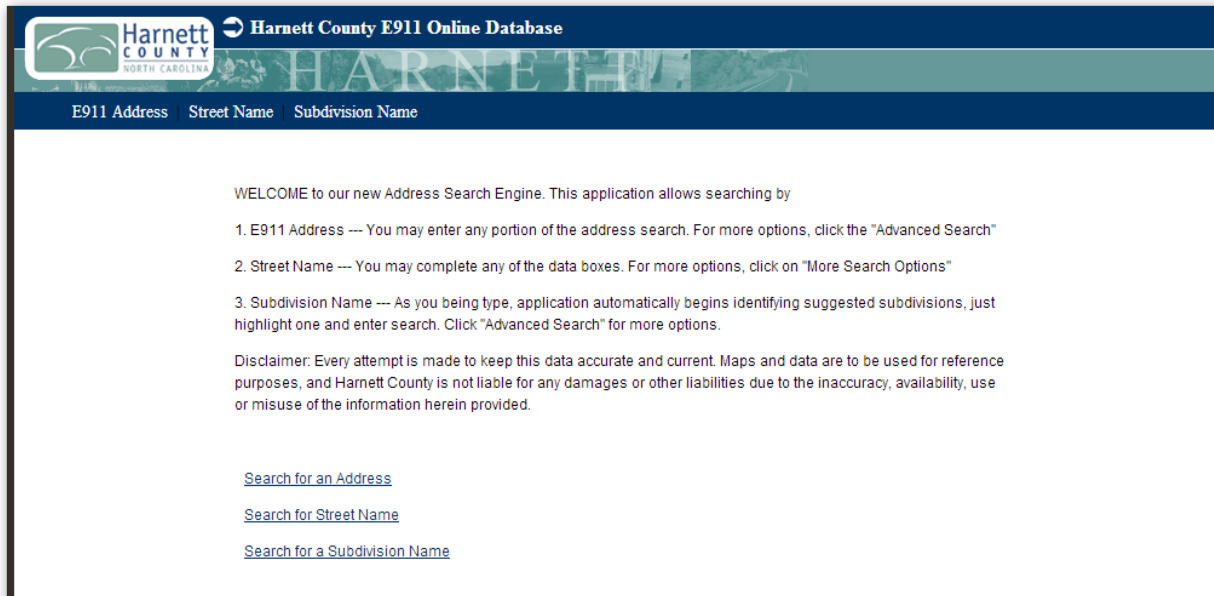 Harnett
COUNTY
NORTH CAROLINA
Harnett County E911 Online Database
HARNETT
E911 Address | Street Name | Subdivision Name
WELCOME to our new Address Search Engine. This application allows searching by
1. E911 Address --- You may enter any portion of the address search. For more options, click the "Advanced Search"
2. Street Name --- You may complete any of the data boxes. For more options, click on "More Search Options"
3. Subdivision Name --- As you being type, application automatically begins identifying suggested subdivisions, just
highlight one and enter search. Click "Advanced Search" for more options.
Disclaimer: Every attempt is made to keep this data accurate and current. Maps and data are to be used for reference
purposes, and Harnett County is not liable for any damages or other liabilities due to the inaccuracy, availability, use
or misuse of the information herein provided.
Search for an Address
Search for Street Name
Search for a Subdivision Name